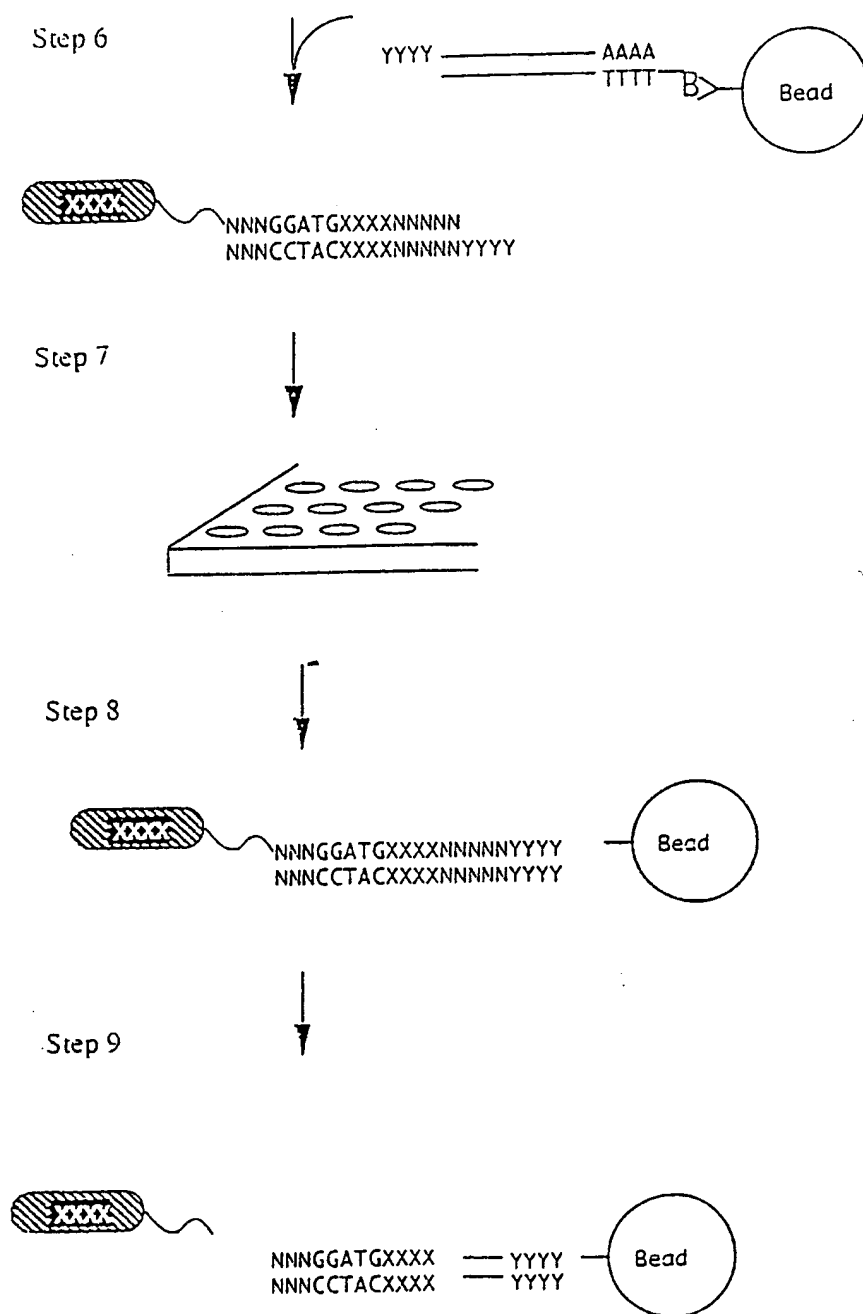 Step 6
YYYY AAAA
TTTT B Bead
XXXX
NNNGGATGXXXXNNNNN
NNNCCTACXXXXNNNNNYYYY
Step 7
Step 8
XXXX
NNNGGATGXXXXNNNNNYYYY Bead
NNNCCTACXXXXNNNNNYYYY
Step 9
XXXX
NNNGGATGXXXX YYYY Bead
NNNCCTACXXXX YYYY